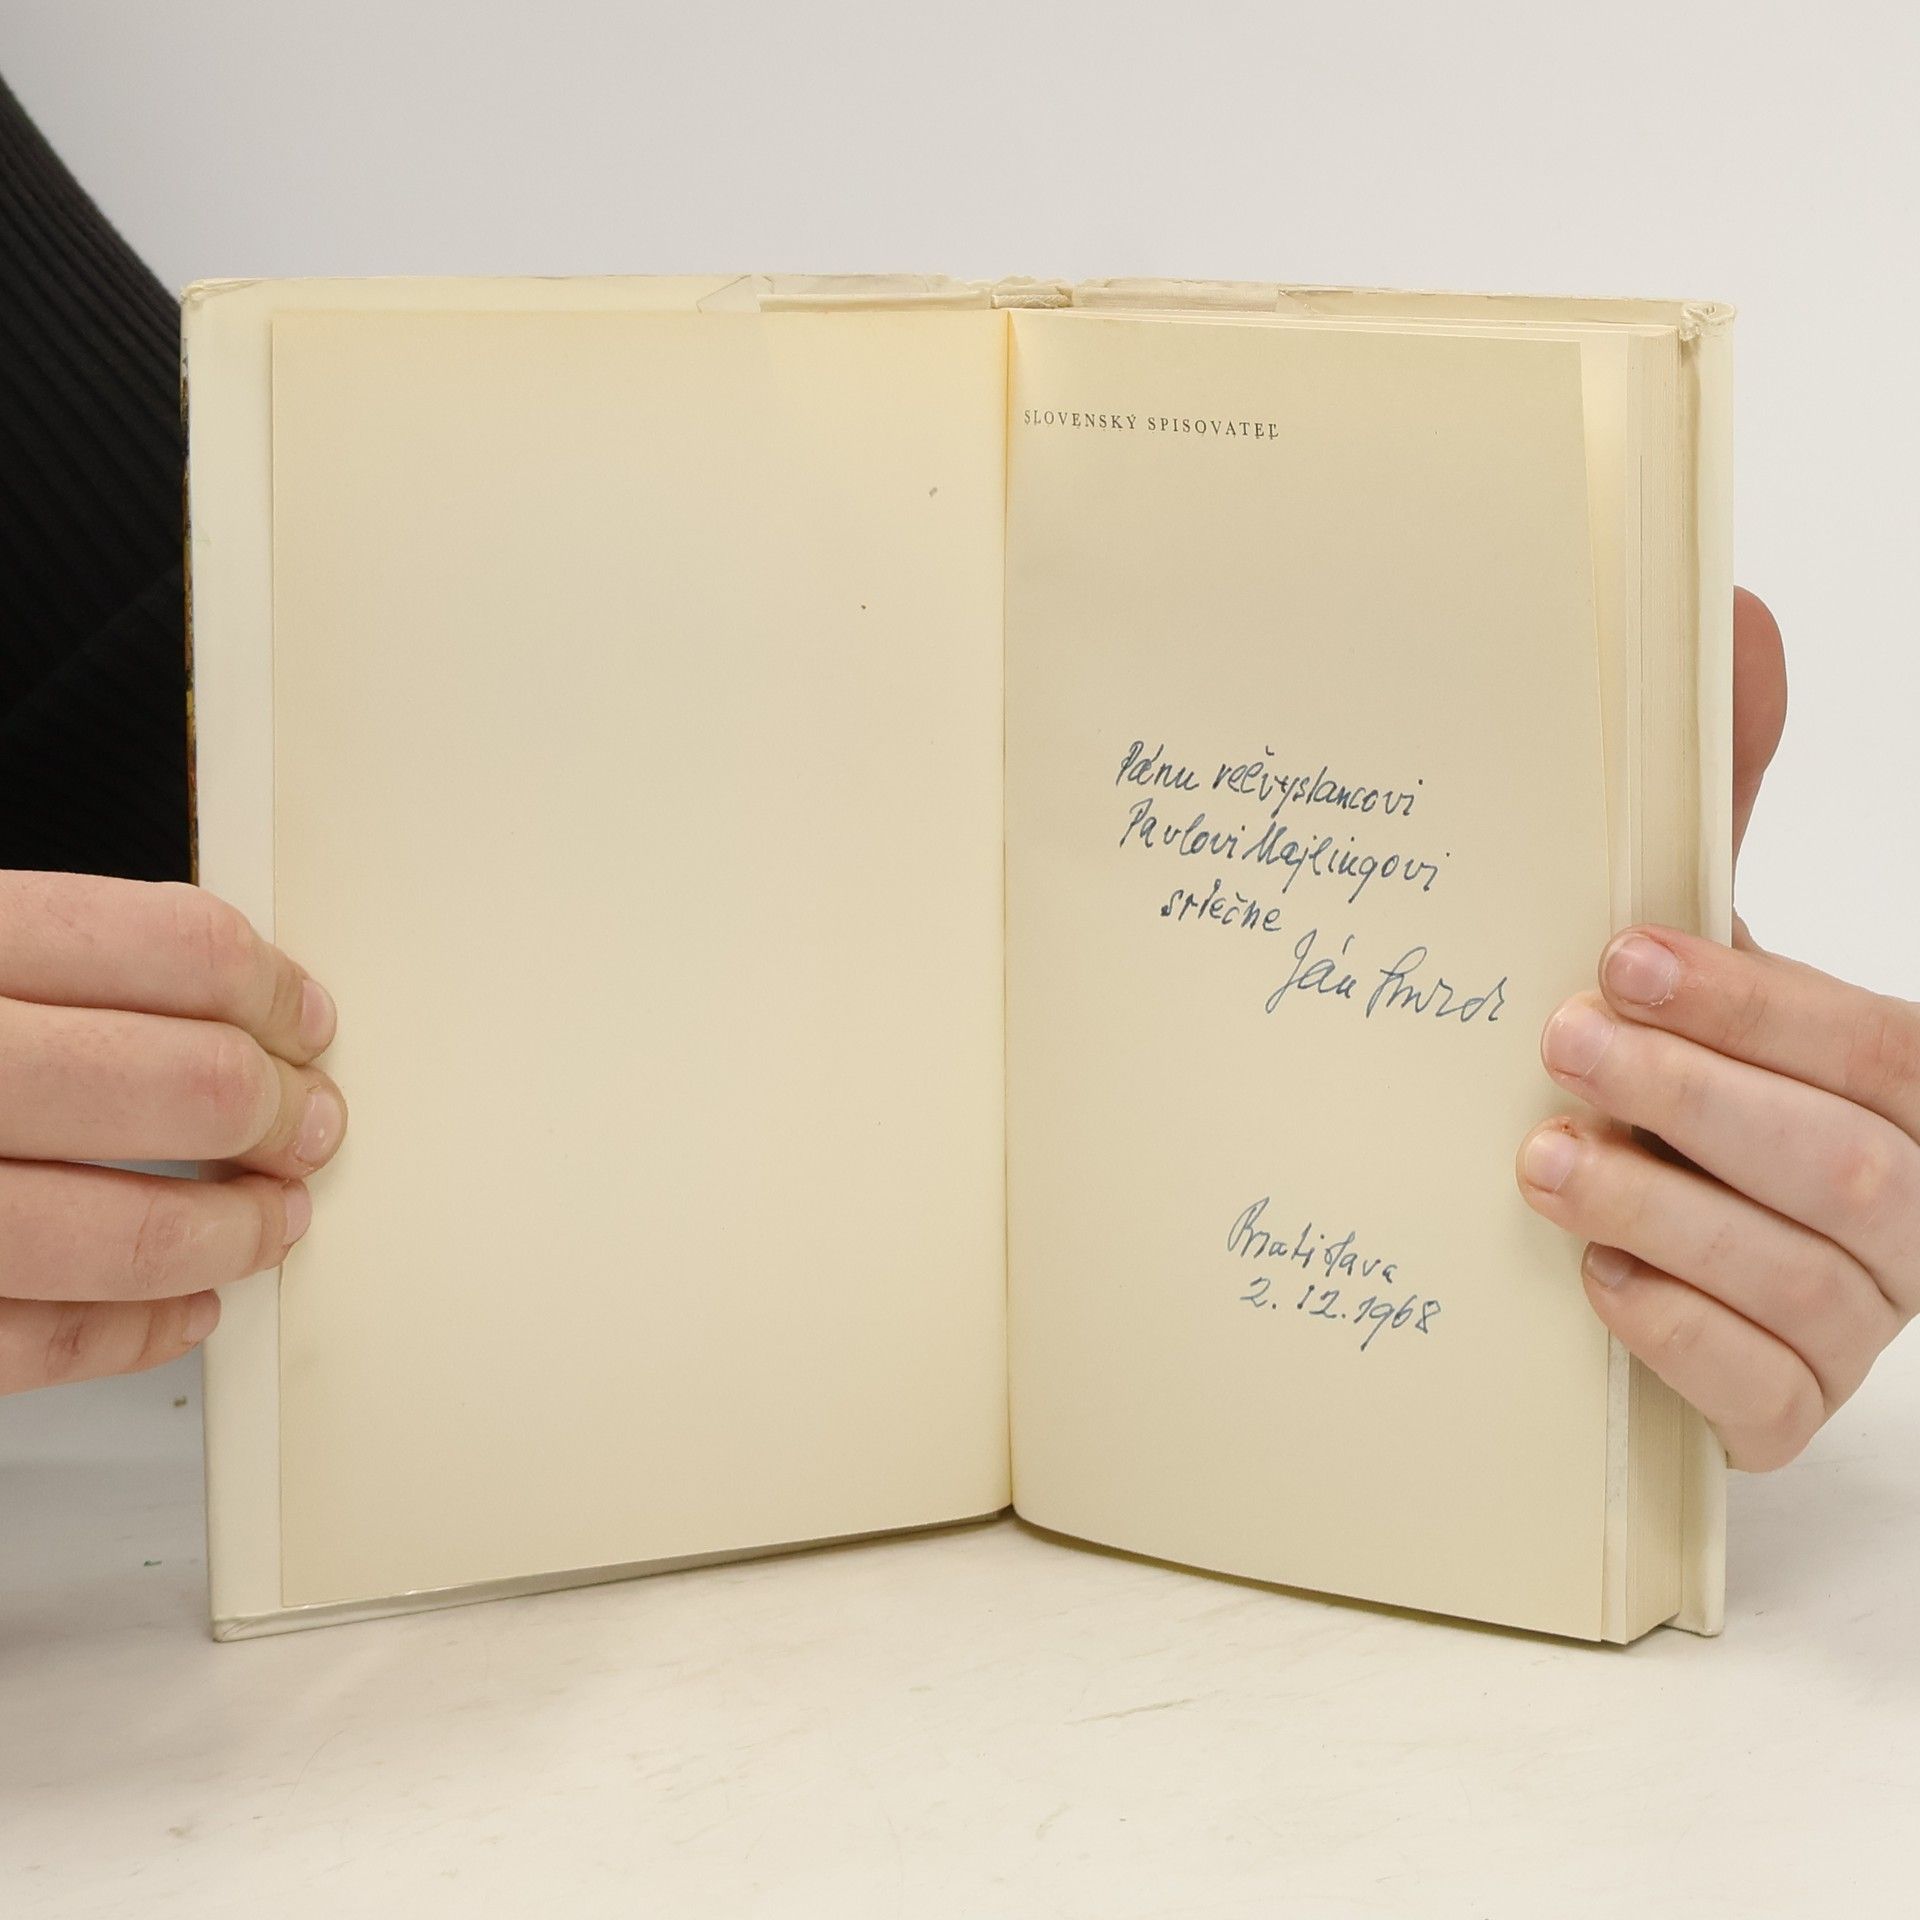 SLOVENSKÝ SPISOVATEĽ
Pánu veľvyslancovi
Pavlovi Majlingovi
srdečne
Ján Smrek
Bratislava
2. 12. 1968